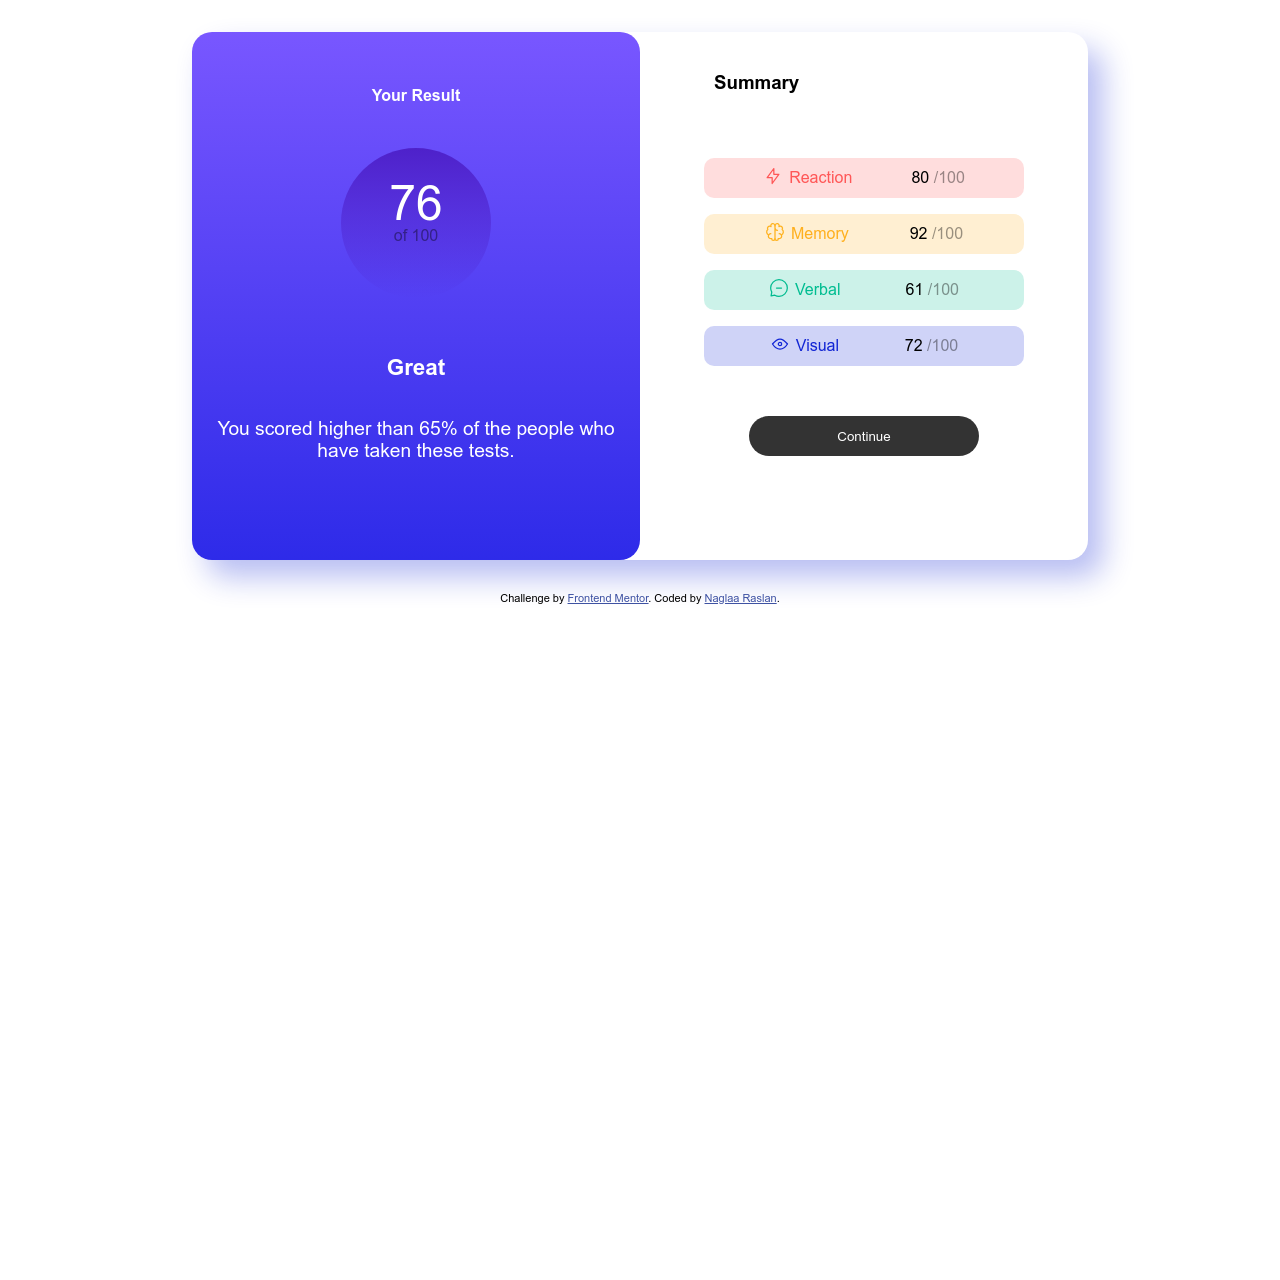 Your Result
76
of 100
Great
You scored higher than 65% of the people who
have taken these tests.
Summary
Reaction 80 /100
Memory 92 /100
Verbal 61 /100
Visual 72 /100
Continue
Challenge by Frontend Mentor. Coded by Naglaa Raslan.